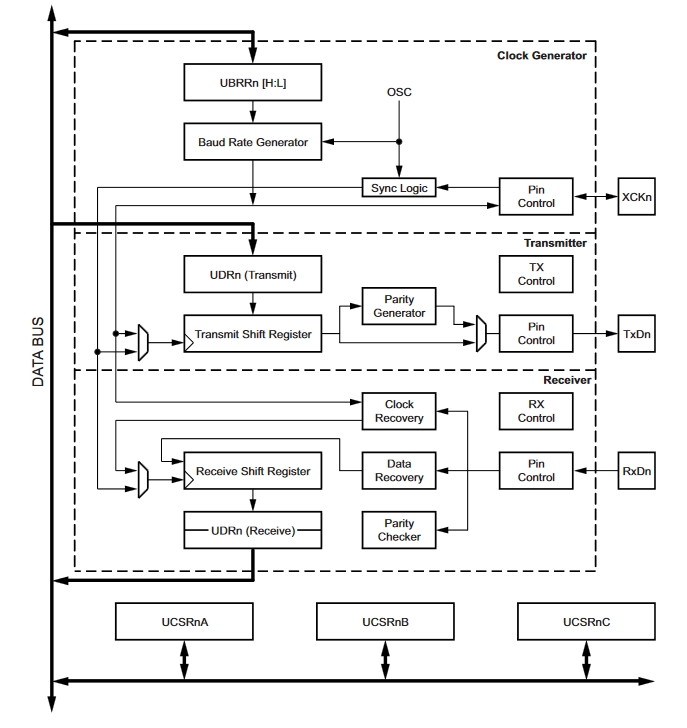 Clock Generator
UBRRn [H:L]
OSC
Baud Rate Generator
Sync Logic
Pin
Control
XCKn
Transmitter
UDRn (Transmit)
TX
Control
Parity
Generator
Transmit Shift Register
Pin
Control
TxDn
DATA BUS
Receiver
Clock
Recovery
RX
Control
Receive Shift Register
Data
Recovery
Pin
Control
RxDn
UDRn (Receive)
Parity
Checker
UCSRnA
UCSRnB
UCSRnC